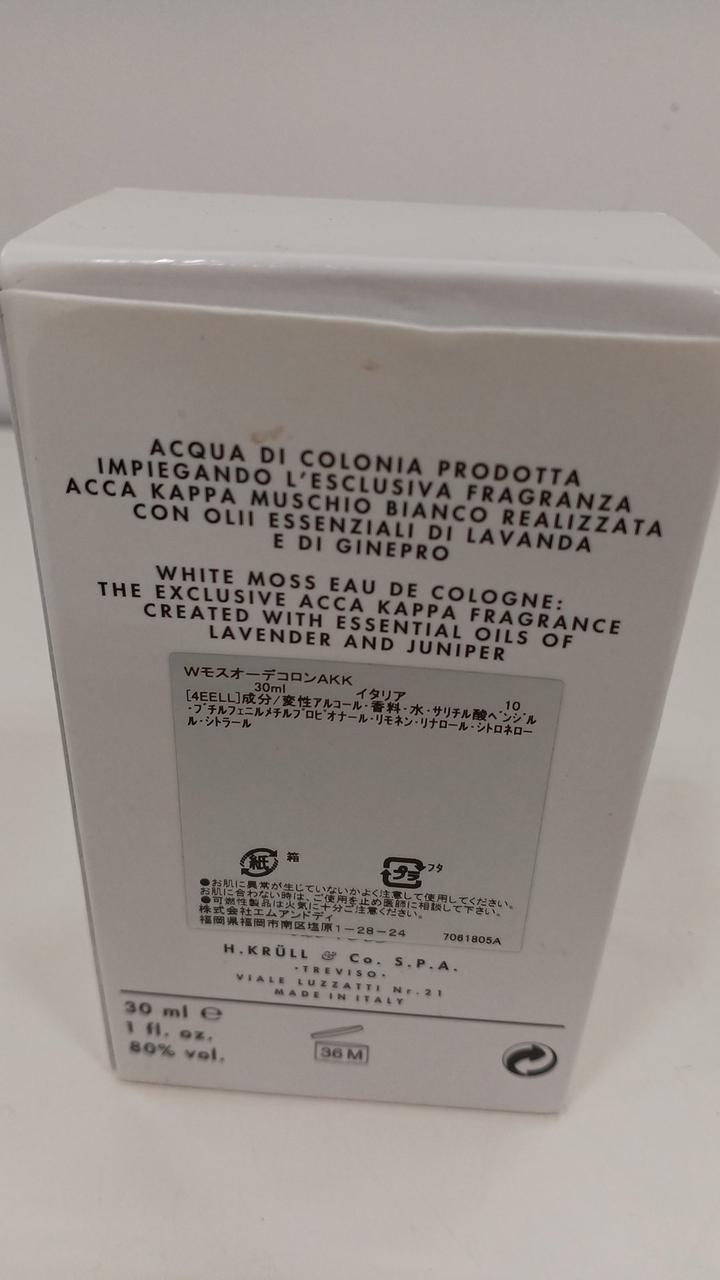 ACQUA DI COLONIA PRODOTTA
IMPIEGANDO L'ESCLUSIVA FRAGRANZA
ACCA KAPPA MUSCHIO BIANCO REALIZZATA
CON OLII ESSENZIALI DI LAVANDA
E DI GINEPRO
WHITE MOSS EAU DE COLOGNE:
THE EXCLUSIVE ACCA KAPPA FRAGRANCE
CREATED WITH ESSENTIAL OILS OF
LAVENDER AND JUNIPER
WモスオーデコロンAKK
30ml イタリア 10
[4EELL]成分/変性アルコール・香料・水・サリチル酸ベンジル
・ブチルフェニルメチルプロピオナール・リモネン・リナロール・シトロネロー
ル・シトラール
紙 箱 プラ フタ
●お肌に異常が生じていないかよく注意して使用してください。
お肌に合わない時は、ご使用を止め医師に相談して下さい。
●可燃性製品は火気に十分ご注意ください。
株式会社エムアンドディ
福岡県福岡市南区塩原1-28-24 7061805A
H.KRÜLL & Co. S.P.A.
·TREVISO·
VIALE LUZZATTI Nr.21
MADE IN ITALY
30 ml ℮
1 fl. oz.
80% vol.
36 M